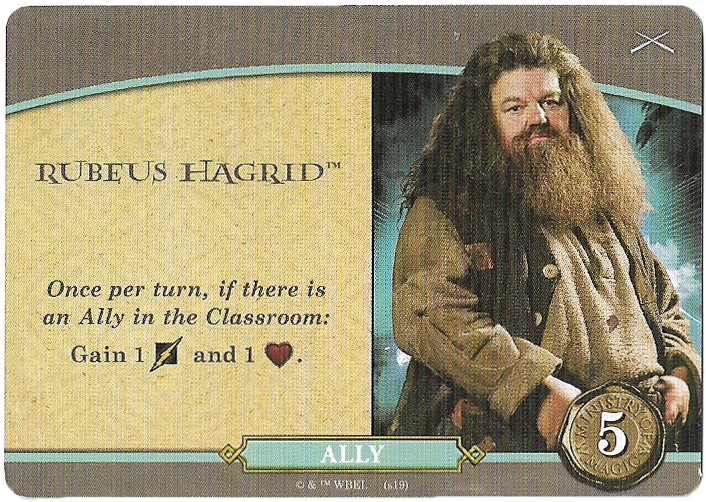 RUBEUS HAGRID™
Once per turn, if there is
an Ally in the Classroom:
Gain 1 and 1 .
ALLY
MINISTRY OF MAGIC
5
© & ™ WBEI. (s19)